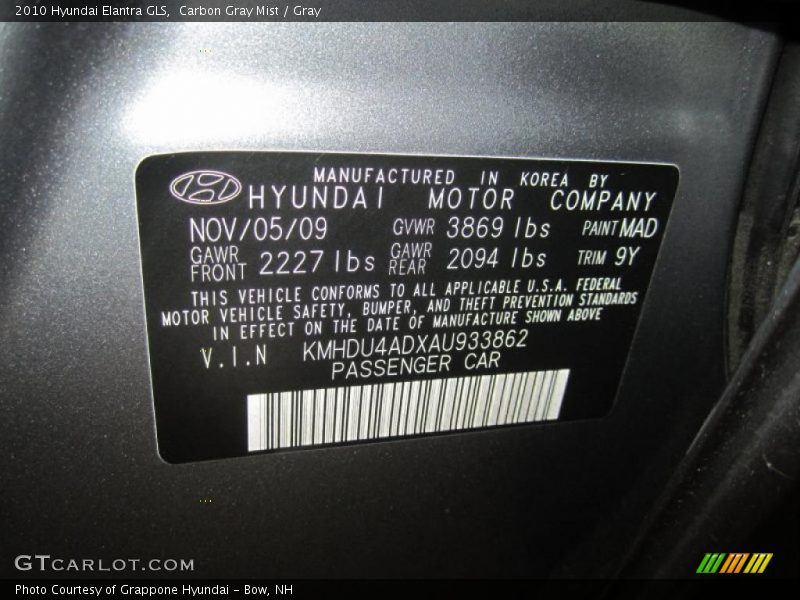 2010 Hyundai Elantra GLS, Carbon Gray Mist / Gray
MANUFACTURED IN KOREA BY
HYUNDAI MOTOR COMPANY
NOV/05/09 GVWR 3869 lbs PAINT MAD
GAWR FRONT 2227 lbs GAWR REAR 2094 lbs TRIM 9Y
THIS VEHICLE CONFORMS TO ALL APPLICABLE U.S.A. FEDERAL
MOTOR VEHICLE SAFETY, BUMPER, AND THEFT PREVENTION STANDARDS
IN EFFECT ON THE DATE OF MANUFACTURE SHOWN ABOVE
V.I.N KMHDU4ADXAU933862
PASSENGER CAR
GTCARLOT.COM
Photo Courtesy of Grappone Hyundai - Bow, NH